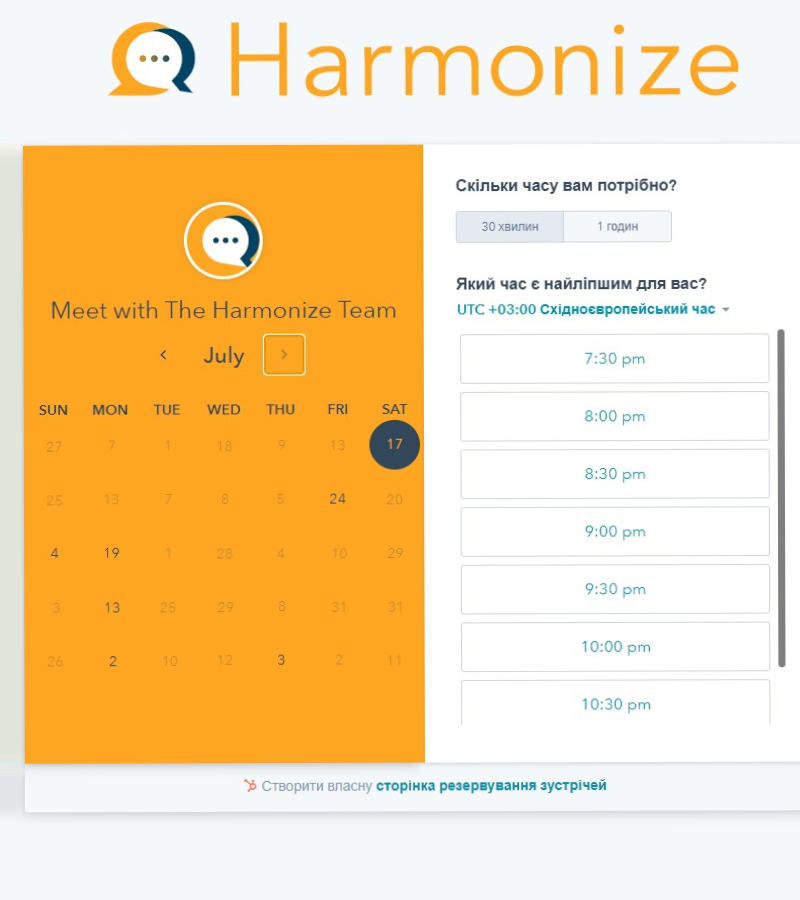 Harmonize
Meet with The Harmonize Team
July
SUN MON TUE WED THU FRI SAT
27 7 1 18 9 13 17
25 13 7 8 5 24 20
4 19 1 28 4 10 29
3 13 25 29 8 31 31
26 2 10 12 3 2 11
Скільки часу вам потрібно?
30 хвилин 1 годин
Який час є найліпшим для вас?
UTC +03:00 Східноєвропейський час
7:30 pm
8:00 pm
8:30 pm
9:00 pm
9:30 pm
10:00 pm
10:30 pm
Створити власну сторінка резервування зустрічей